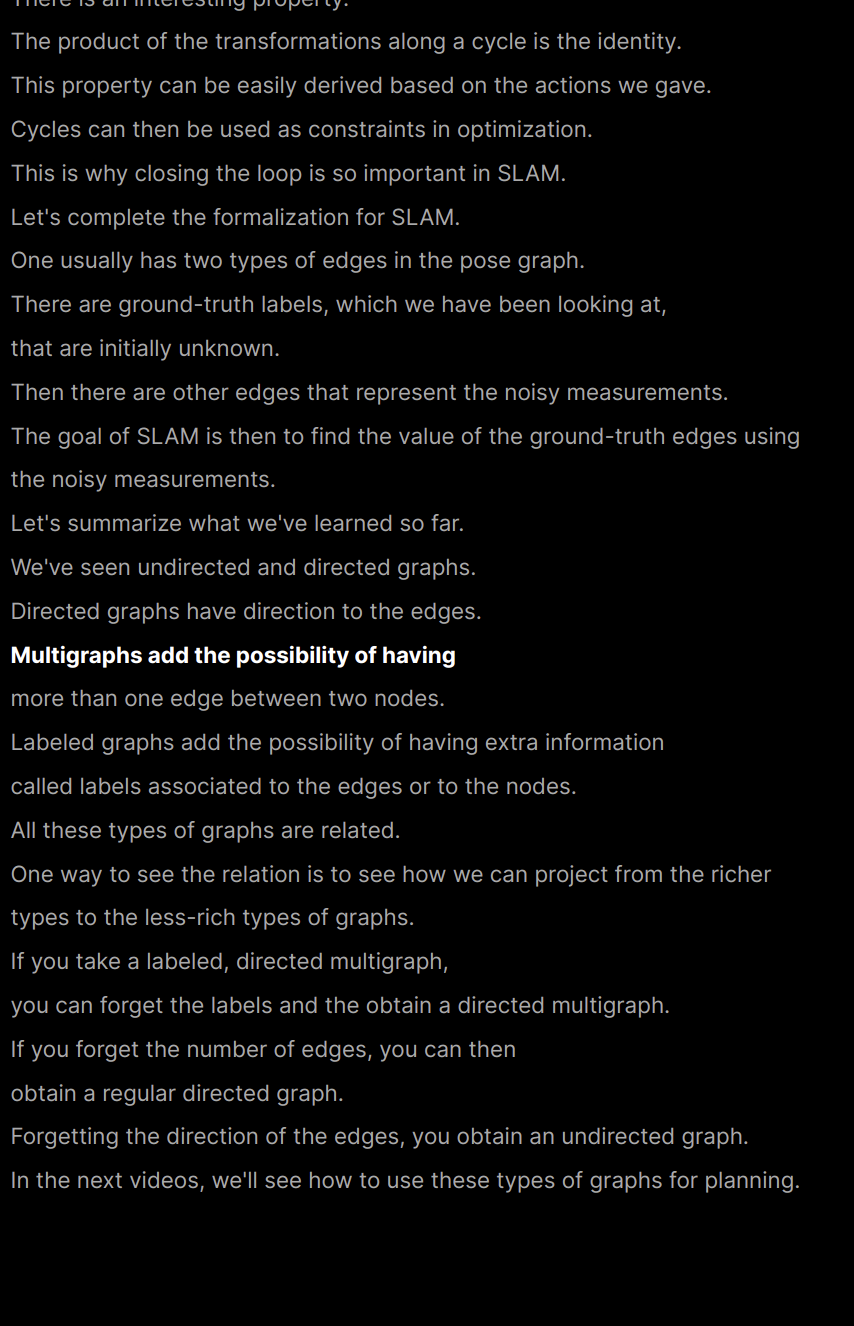 There is an interesting property.
The product of the transformations along a cycle is the identity.
This property can be easily derived based on the actions we gave.
Cycles can then be used as constraints in optimization.
This is why closing the loop is so important in SLAM.
Let's complete the formalization for SLAM.
One usually has two types of edges in the pose graph.
There are ground-truth labels, which we have been looking at,
that are initially unknown.
Then there are other edges that represent the noisy measurements.
The goal of SLAM is then to find the value of the ground-truth edges using
the noisy measurements.
Let's summarize what we've learned so far.
We've seen undirected and directed graphs.
Directed graphs have direction to the edges.
Multigraphs add the possibility of having
more than one edge between two nodes.
Labeled graphs add the possibility of having extra information
called labels associated to the edges or to the nodes.
All these types of graphs are related.
One way to see the relation is to see how we can project from the richer
types to the less-rich types of graphs.
If you take a labeled, directed multigraph,
you can forget the labels and the obtain a directed multigraph.
If you forget the number of edges, you can then
obtain a regular directed graph.
Forgetting the direction of the edges, you obtain an undirected graph.
In the next videos, we'll see how to use these types of graphs for planning.